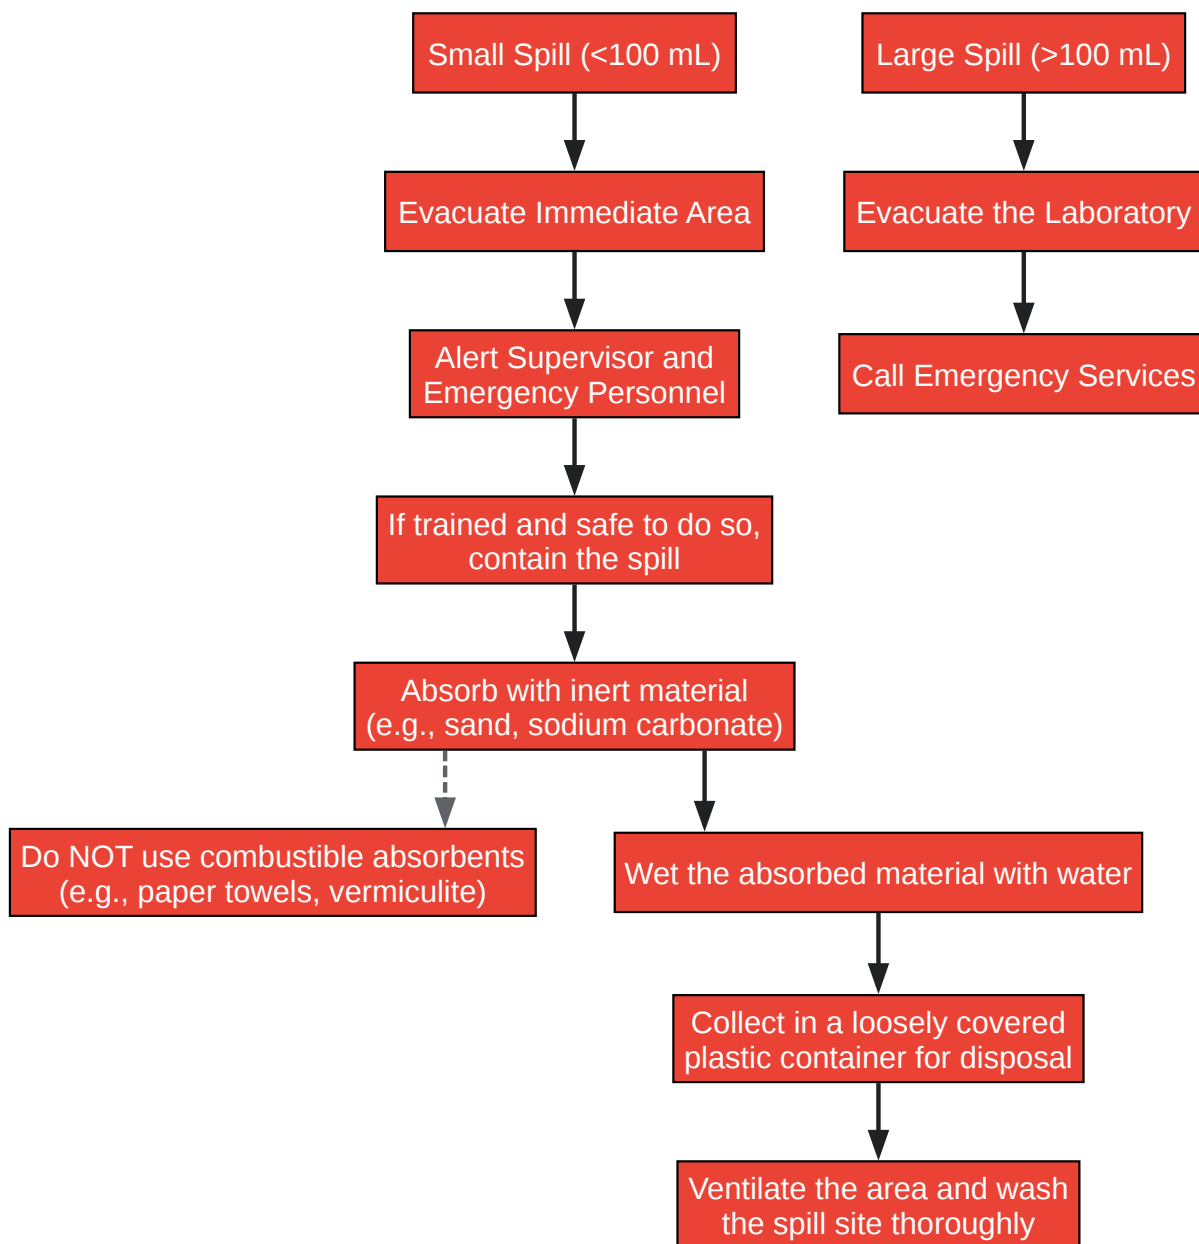 Small Spill (<100 mL)
Large Spill (>100 mL)
Evacuate Immediate Area
Evacuate the Laboratory
Alert Supervisor and
Emergency Personnel
Call Emergency Services
If trained and safe to do so,
contain the spill
Absorb with inert material
(e.g., sand, sodium carbonate)
Do NOT use combustible absorbents
(e.g., paper towels, vermiculite)
Wet the absorbed material with water
Collect in a loosely covered
plastic container for disposal
Ventilate the area and wash
the spill site thoroughly